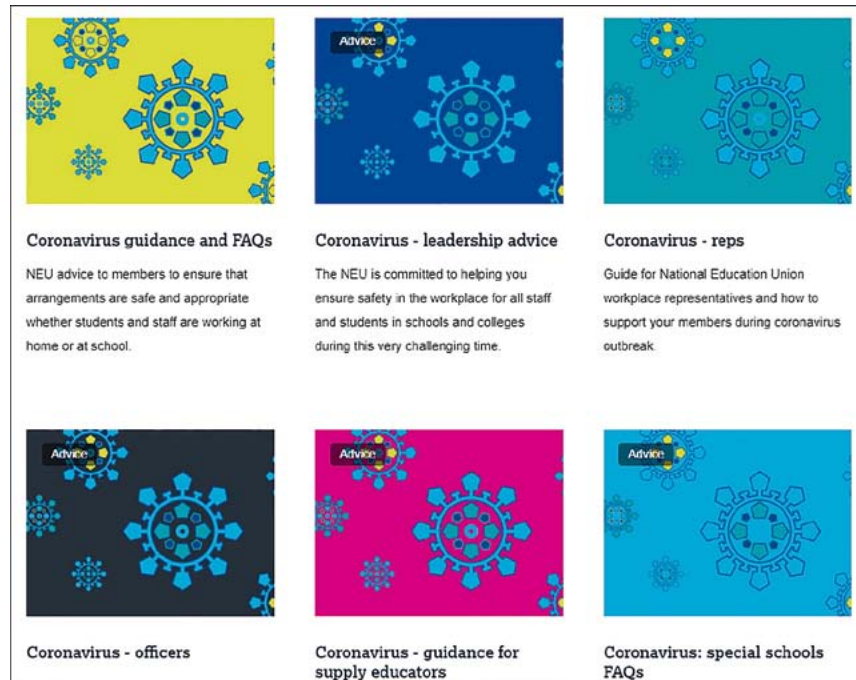 Advice
Coronavirus guidance and FAQs
NEU advice to members to ensure that
arrangements are safe and appropriate
whether students and staff are working at
home or at school.
Coronavirus - leadership advice
The NEU is committed to helping you
ensure safety in the workplace for all staff
and students in schools and colleges
during this very challenging time.
Coronavirus - reps
Guide for National Education Union
workplace representatives and how to
support your members during coronavirus
outbreak.
Advice
Advice
Advice
Coronavirus - officers
Coronavirus - guidance for
supply educators
Coronavirus: special schools
FAQs